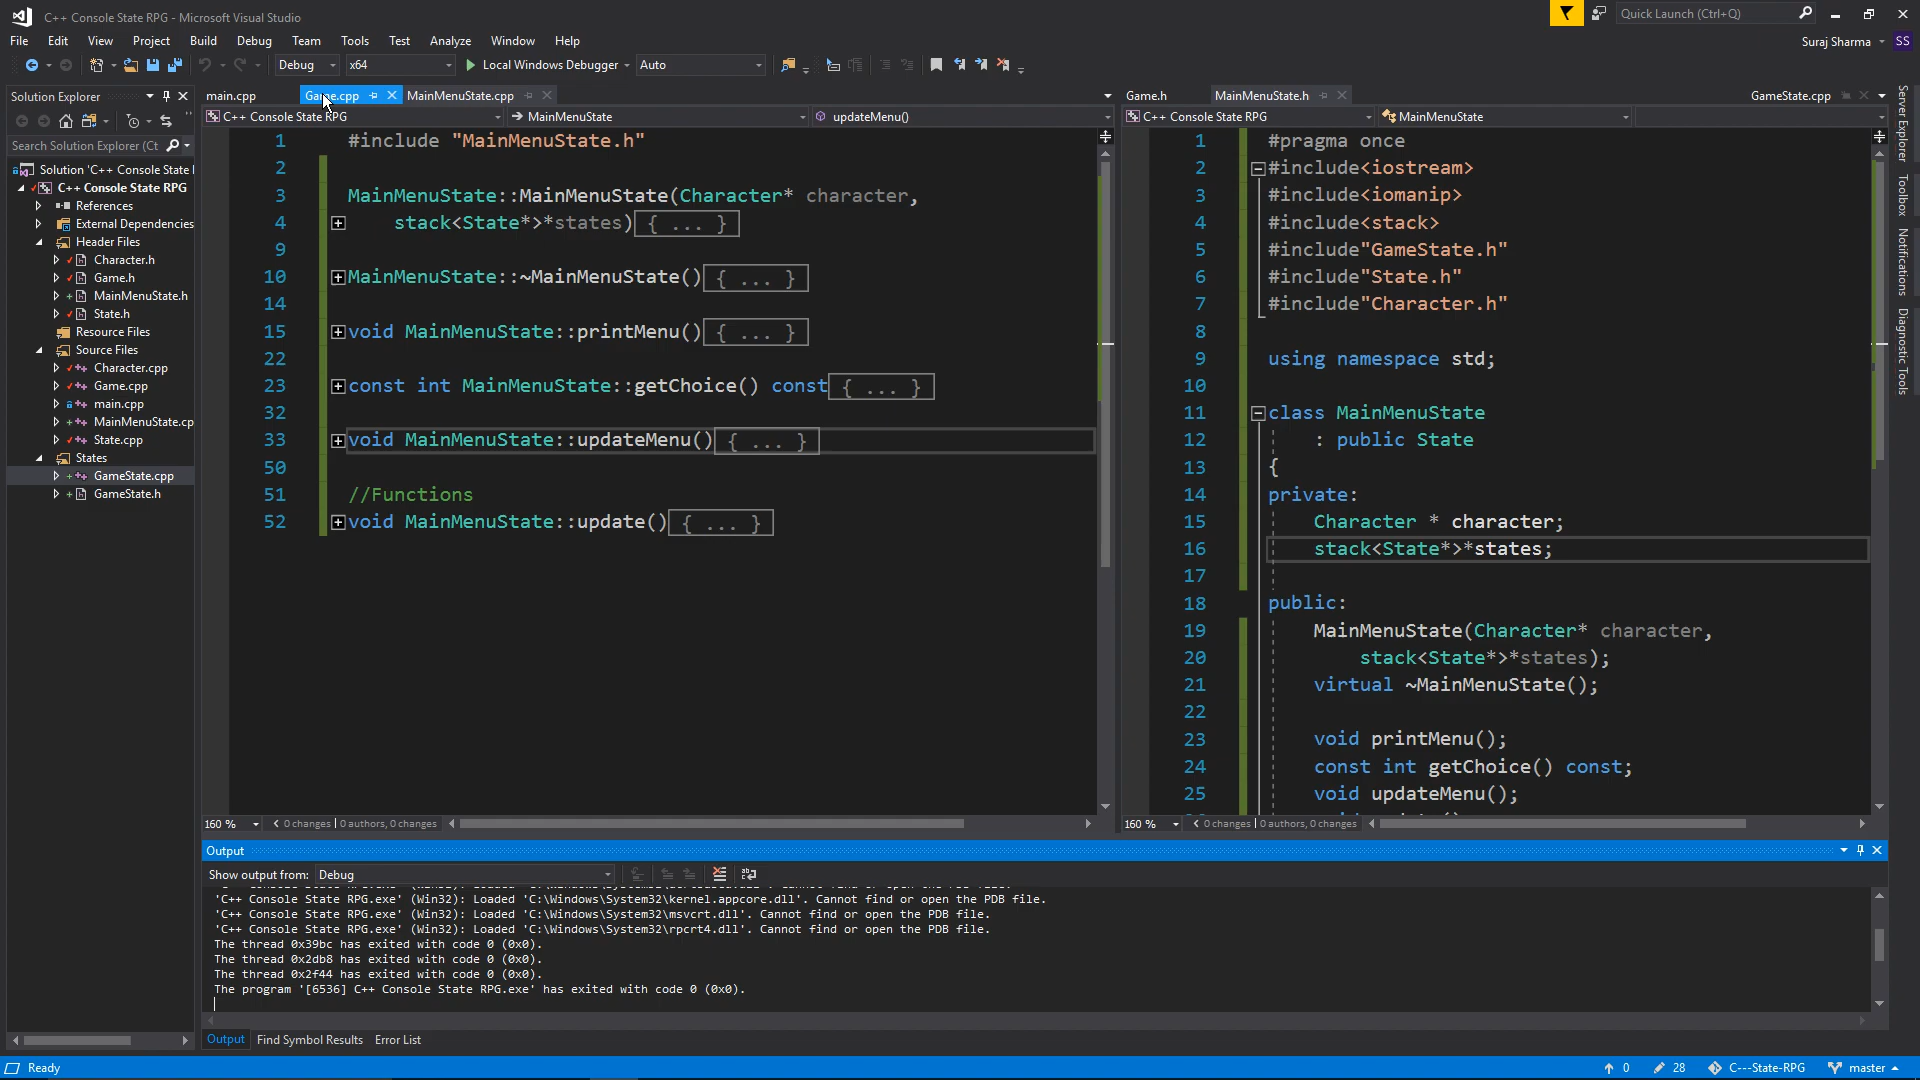 C++ Console State RPG - Microsoft Visual Studio
Quick Launch (Ctrl+Q)
File Edit View Project Build Debug Team Tools Test Analyze Window Help
Suraj Sharma SS
Debug x64 Local Windows Debugger Auto
Solution Explorer
Search Solution Explorer (Ct
Solution 'C++ Console State
C++ Console State RPG
References
External Dependencies
Header Files
Character.h
Game.h
MainMenuState.h
State.h
Resource Files
Source Files
Character.cpp
Game.cpp
main.cpp
MainMenuState.cp
State.cpp
States
GameState.cpp
GameState.h
main.cpp Game.cpp MainMenuState.cpp
C++ Console State RPG MainMenuState updateMenu()
1 #include "MainMenuState.h"
2
3 MainMenuState::MainMenuState(Character* character,
4 stack<State*>*states){ ... }
9
10 MainMenuState::~MainMenuState(){ ... }
14
15 void MainMenuState::printMenu(){ ... }
22
23 const int MainMenuState::getChoice() const{ ... }
32
33 void MainMenuState::updateMenu(){ ... }
50
51 //Functions
52 void MainMenuState::update(){ ... }
160 % 0 changes | 0 authors, 0 changes
Game.h MainMenuState.h GameState.cpp
C++ Console State RPG MainMenuState
1 #pragma once
2 #include<iostream>
3 #include<iomanip>
4 #include<stack>
5 #include"GameState.h"
6 #include"State.h"
7 #include"Character.h"
8
9 using namespace std;
10
11 class MainMenuState
12 : public State
13 {
14 private:
15 Character * character;
16 stack<State*>*states;
17
18 public:
19 MainMenuState(Character* character,
20 stack<State*>*states);
21 virtual ~MainMenuState();
22
23 void printMenu();
24 const int getChoice() const;
25 void updateMenu();
160 % 0 changes | 0 authors, 0 changes
Server Explorer
Toolbox
Notifications
Diagnostic Tools
Output
Show output from: Debug
'C++ Console State RPG.exe' (Win32): Loaded 'C:\Windows\System32\kernel.appcore.dll'. Cannot find or open the PDB file.
'C++ Console State RPG.exe' (Win32): Loaded 'C:\Windows\System32\msvcrt.dll'. Cannot find or open the PDB file.
'C++ Console State RPG.exe' (Win32): Loaded 'C:\Windows\System32\rpcrt4.dll'. Cannot find or open the PDB file.
The thread 0x39bc has exited with code 0 (0x0).
The thread 0x2db8 has exited with code 0 (0x0).
The thread 0x2f44 has exited with code 0 (0x0).
The program '[6536] C++ Console State RPG.exe' has exited with code 0 (0x0).
Output Find Symbol Results Error List
Ready
0 28 C---State-RPG master